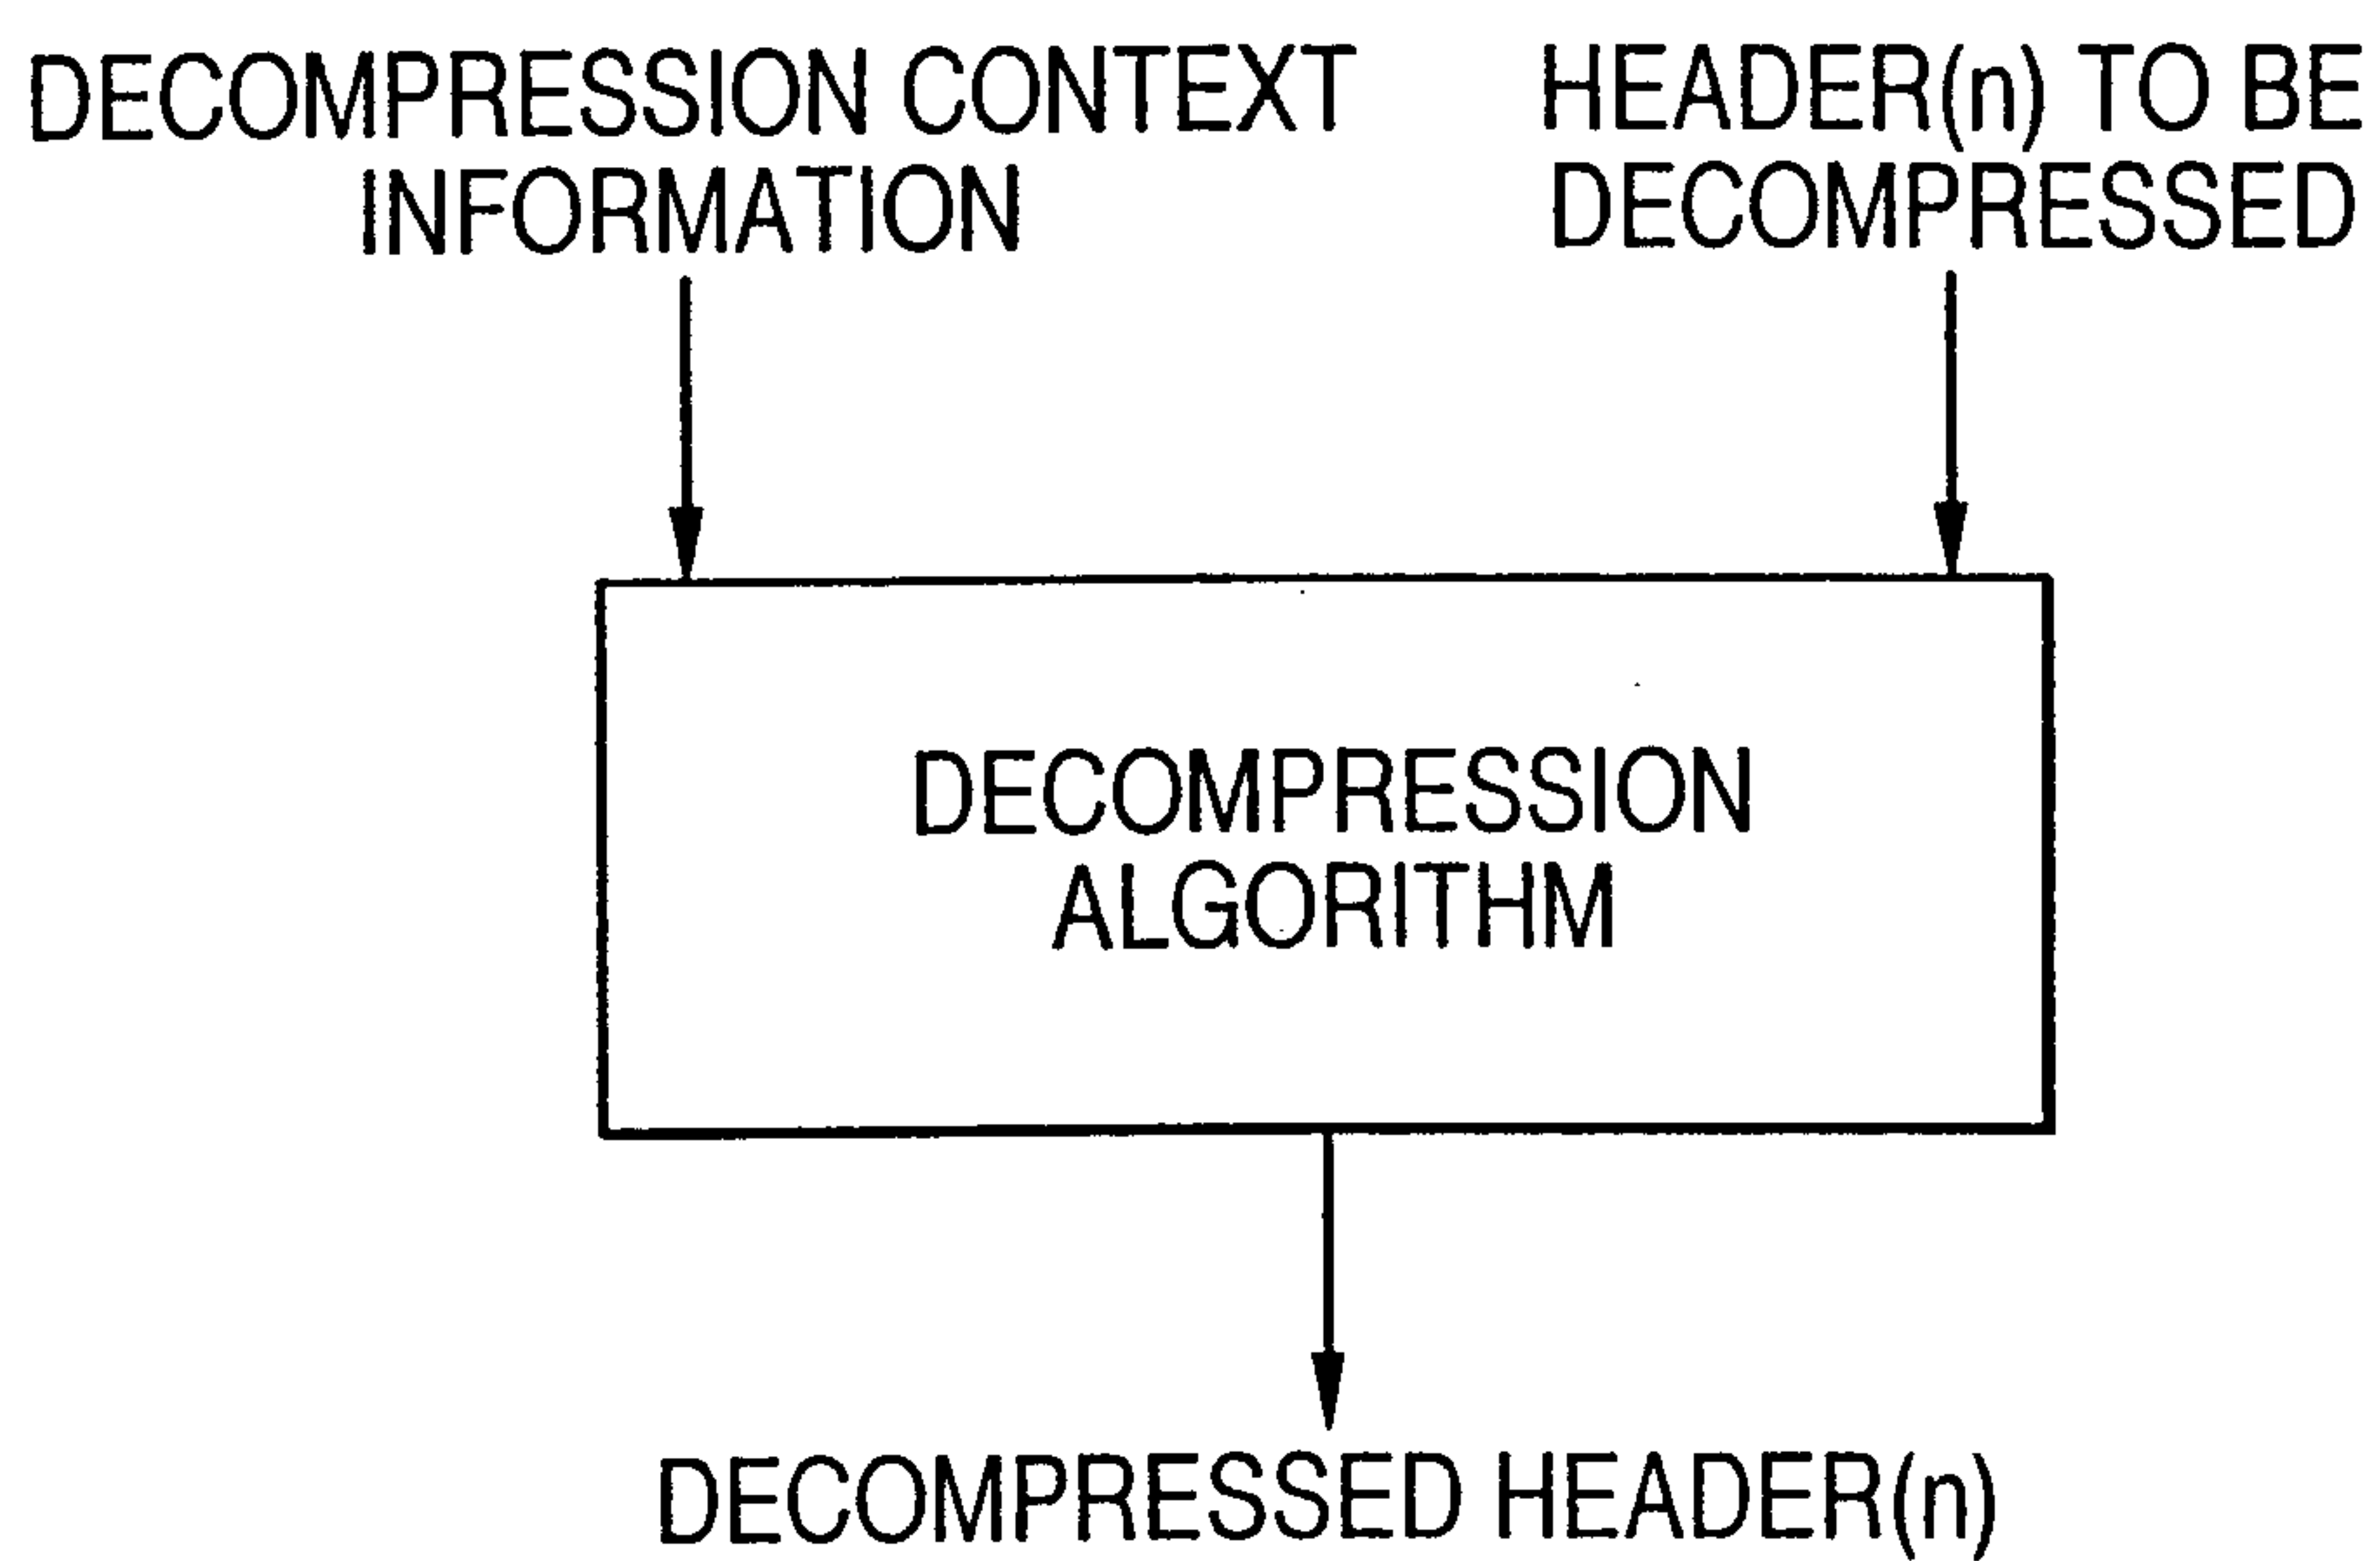 DECOMPRESSION CONTEXT
INFORMATION
HEADER(n) TO BE
DECOMPRESSED
DECOMPRESSION
ALGORITHM
DECOMPRESSED HEADER(n)